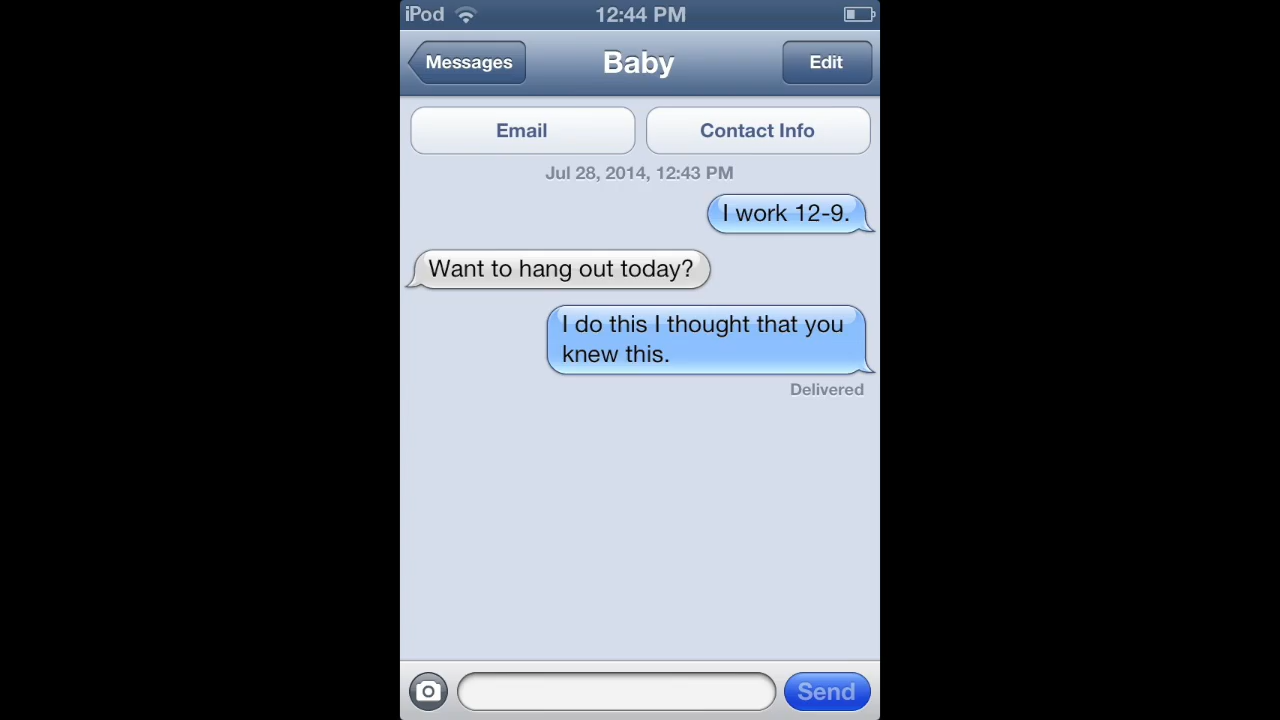 iPod 12:44 PM
Messages Baby Edit
Email Contact Info
Jul 28, 2014, 12:43 PM
I work 12-9.
Want to hang out today?
I do this I thought that you
knew this.
Delivered
Send